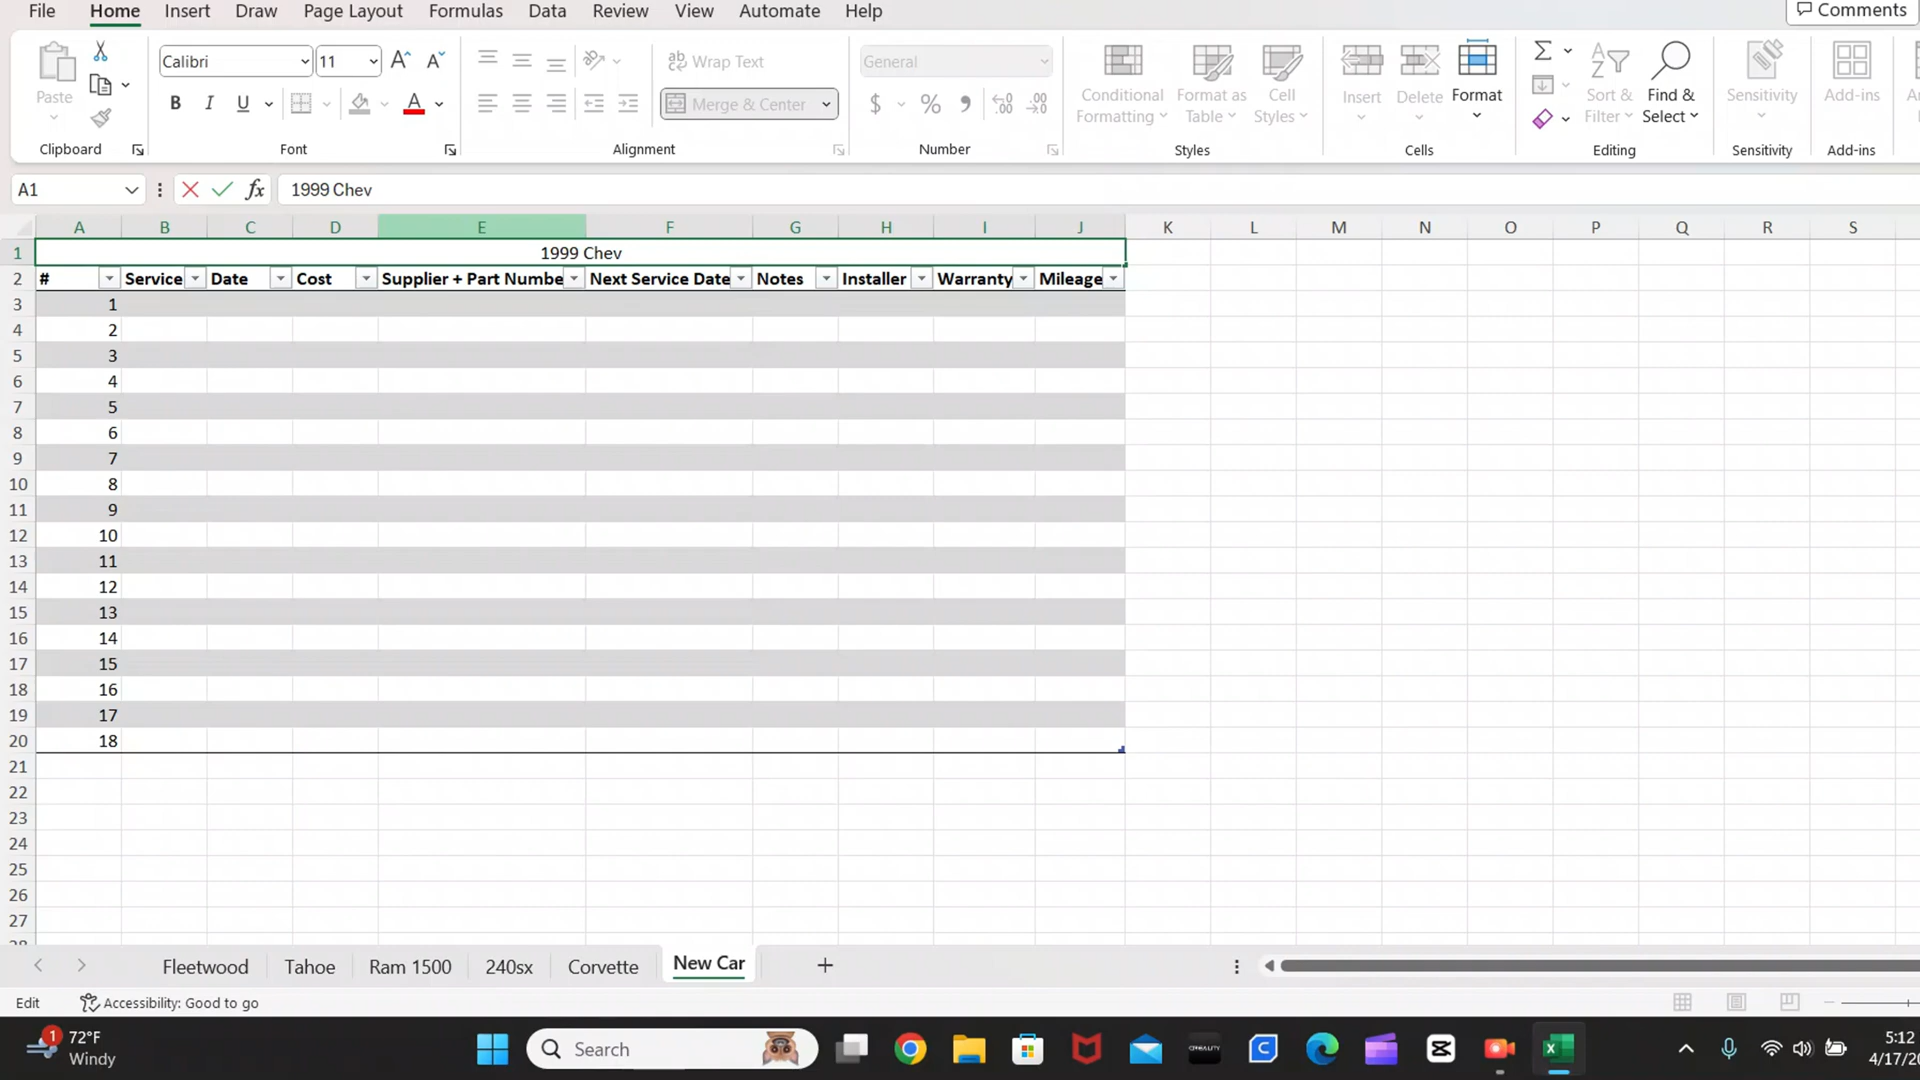 File Home Insert Draw Page Layout Formulas Data Review View Automate Help Comments
Calibri 11 Wrap Text General
Paste B I U A Merge & Center $ % Conditional Formatting Format as Table Cell Styles Insert Delete Format Sort & Filter Find & Select Sensitivity Add-ins
Clipboard Font Alignment Number Styles Cells Editing Sensitivity Add-ins
A1 fx 1999 Chev
A B C D E F G H I J K L M N O P Q R S
1 1999 Chev
2 # Service Date Cost Supplier + Part Numbe Next Service Date Notes Installer Warranty Mileage
3 1
4 2
5 3
6 4
7 5
8 6
9 7
10 8
11 9
12 10
13 11
14 12
15 13
16 14
17 15
18 16
19 17
20 18
21
22
23
24
25
26
27
Fleetwood Tahoe Ram 1500 240sx Corvette New Car
Edit Accessibility: Good to go
1 72°F Search 5:12
Windy 4/17/20